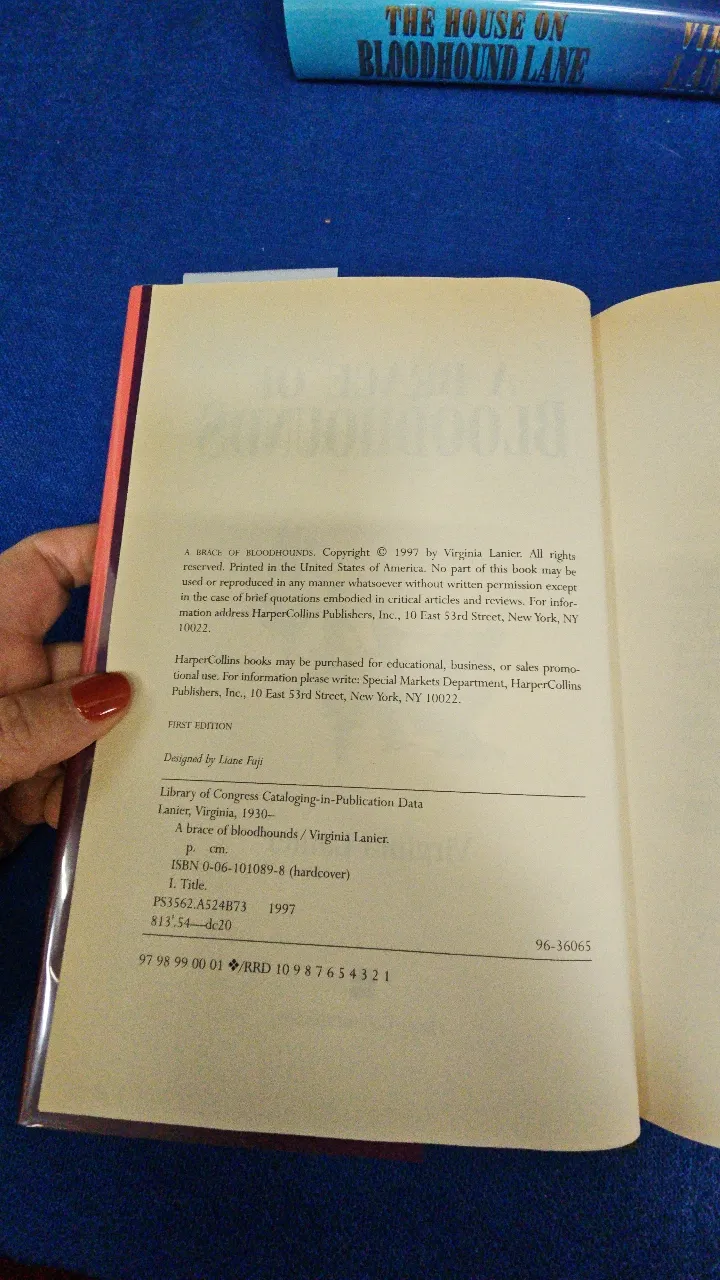 THE HOUSE ON
BLOODHOUND LANE
A BRACE OF
BLOODHOUNDS
A BRACE OF BLOODHOUNDS. Copyright © 1997 by Virginia Lanier. All rights
reserved. Printed in the United States of America. No part of this book may be
used or reproduced in any manner whatsoever without written permission except
in the case of brief quotations embodied in critical articles and reviews. For infor-
mation address HarperCollins Publishers, Inc., 10 East 53rd Street, New York, NY
10022.
HarperCollins books may be purchased for educational, business, or sales promo-
tional use. For information please write: Special Markets Department, HarperCollins
Publishers, Inc., 10 East 53rd Street, New York, NY 10022.
FIRST EDITION
Designed by Liane Fuji
Library of Congress Cataloging-in-Publication Data
Lanier, Virginia, 1930–
A brace of bloodhounds / Virginia Lanier.
p. cm.
ISBN 0-06-101089-8 (hardcover)
I. Title.
PS3562.A524B73 1997
813'.54—dc20
96-36065
97 98 99 00 01 ❖/RRD 10 9 8 7 6 5 4 3 2 1